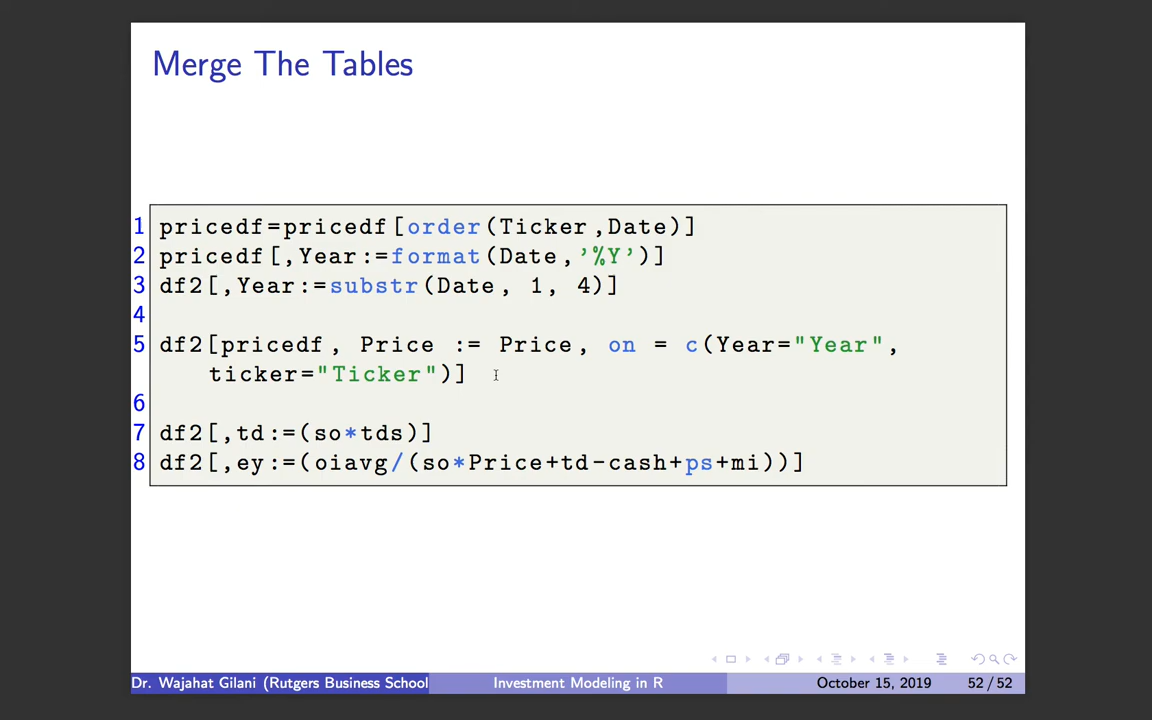 Merge The Tables
1 pricedf=pricedf[order(Ticker,Date)]
2 pricedf[,Year:=format(Date,'%Y')]
3 df2[,Year:=substr(Date, 1, 4)]
4
5 df2[pricedf, Price := Price, on = c(Year="Year",
ticker="Ticker")]
6
7 df2[,td:=(so*tds)]
8 df2[,ey:=(oiavg/(so*Price+td-cash+ps+mi))]
Dr. Wajahat Gilani (Rutgers Business School Investment Modeling in R October 15, 2019 52 / 52